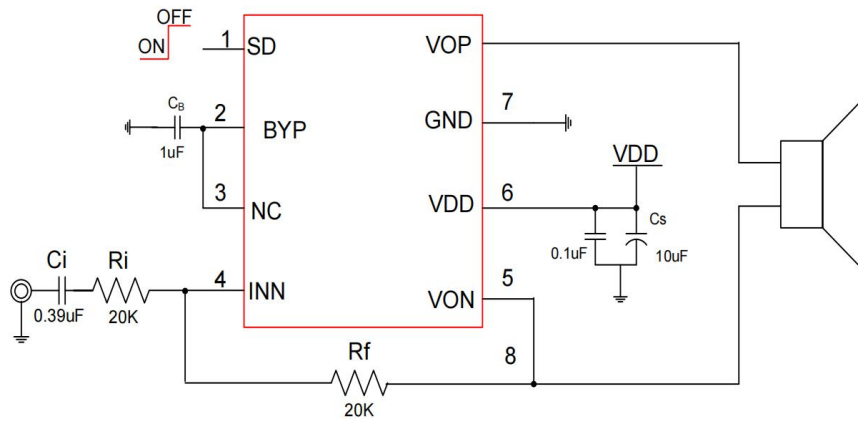 OFF
ON
1
SD
VOP
CB
2
BYP
1uF
7
GND
3
NC
VDD
6
VDD
Cs
0.1uF
10uF
Ci
Ri
4
INN
0.39uF
20K
5
VON
Rf
8
20K